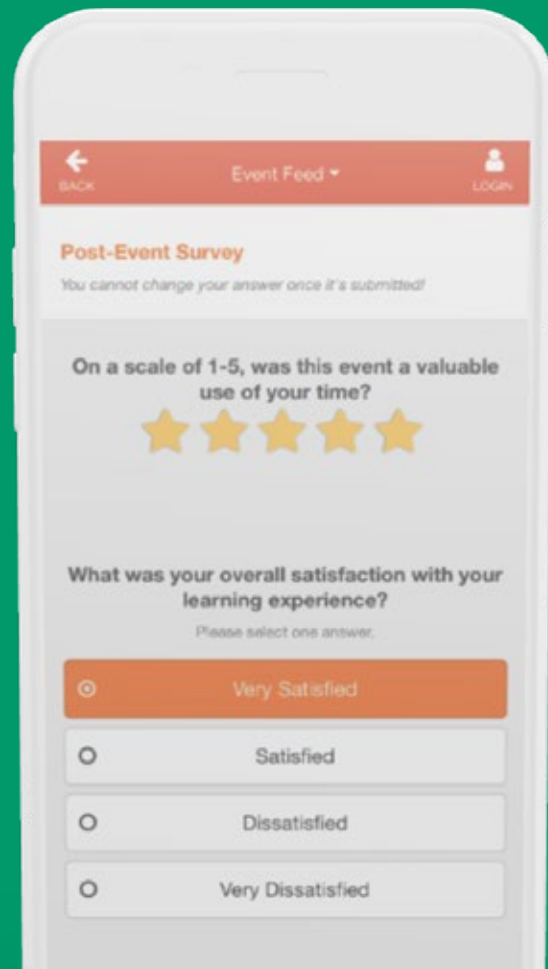 BACK
Event Feed
LOGIN
Post-Event Survey
You cannot change your answer once it's submitted!
On a scale of 1-5, was this event a valuable
use of your time?
What was your overall satisfaction with your
learning experience?
Please select one answer.
Very Satisfied
Satisfied
Dissatisfied
Very Dissatisfied